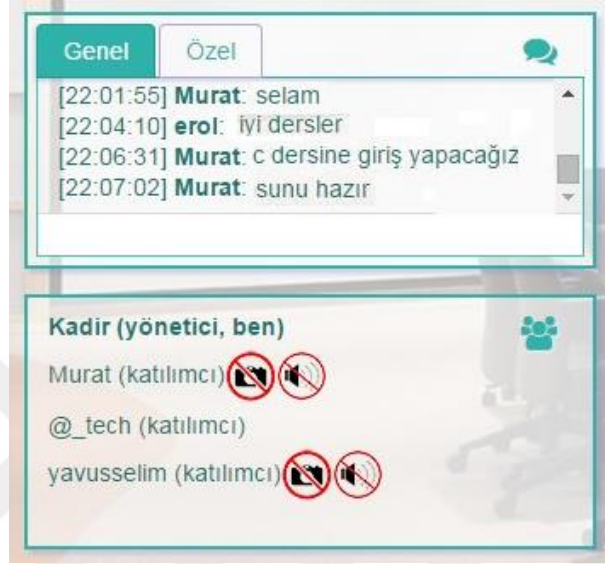 Genel Özel
[22:01:55] Murat: selam
[22:04:10] erol: iyi dersler
[22:06:31] Murat: c dersine giriş yapacağız
[22:07:02] Murat: sunu hazır
Kadir (yönetici, ben)
Murat (katılımcı)
@_tech (katılımcı)
yavusselim (katılımcı)